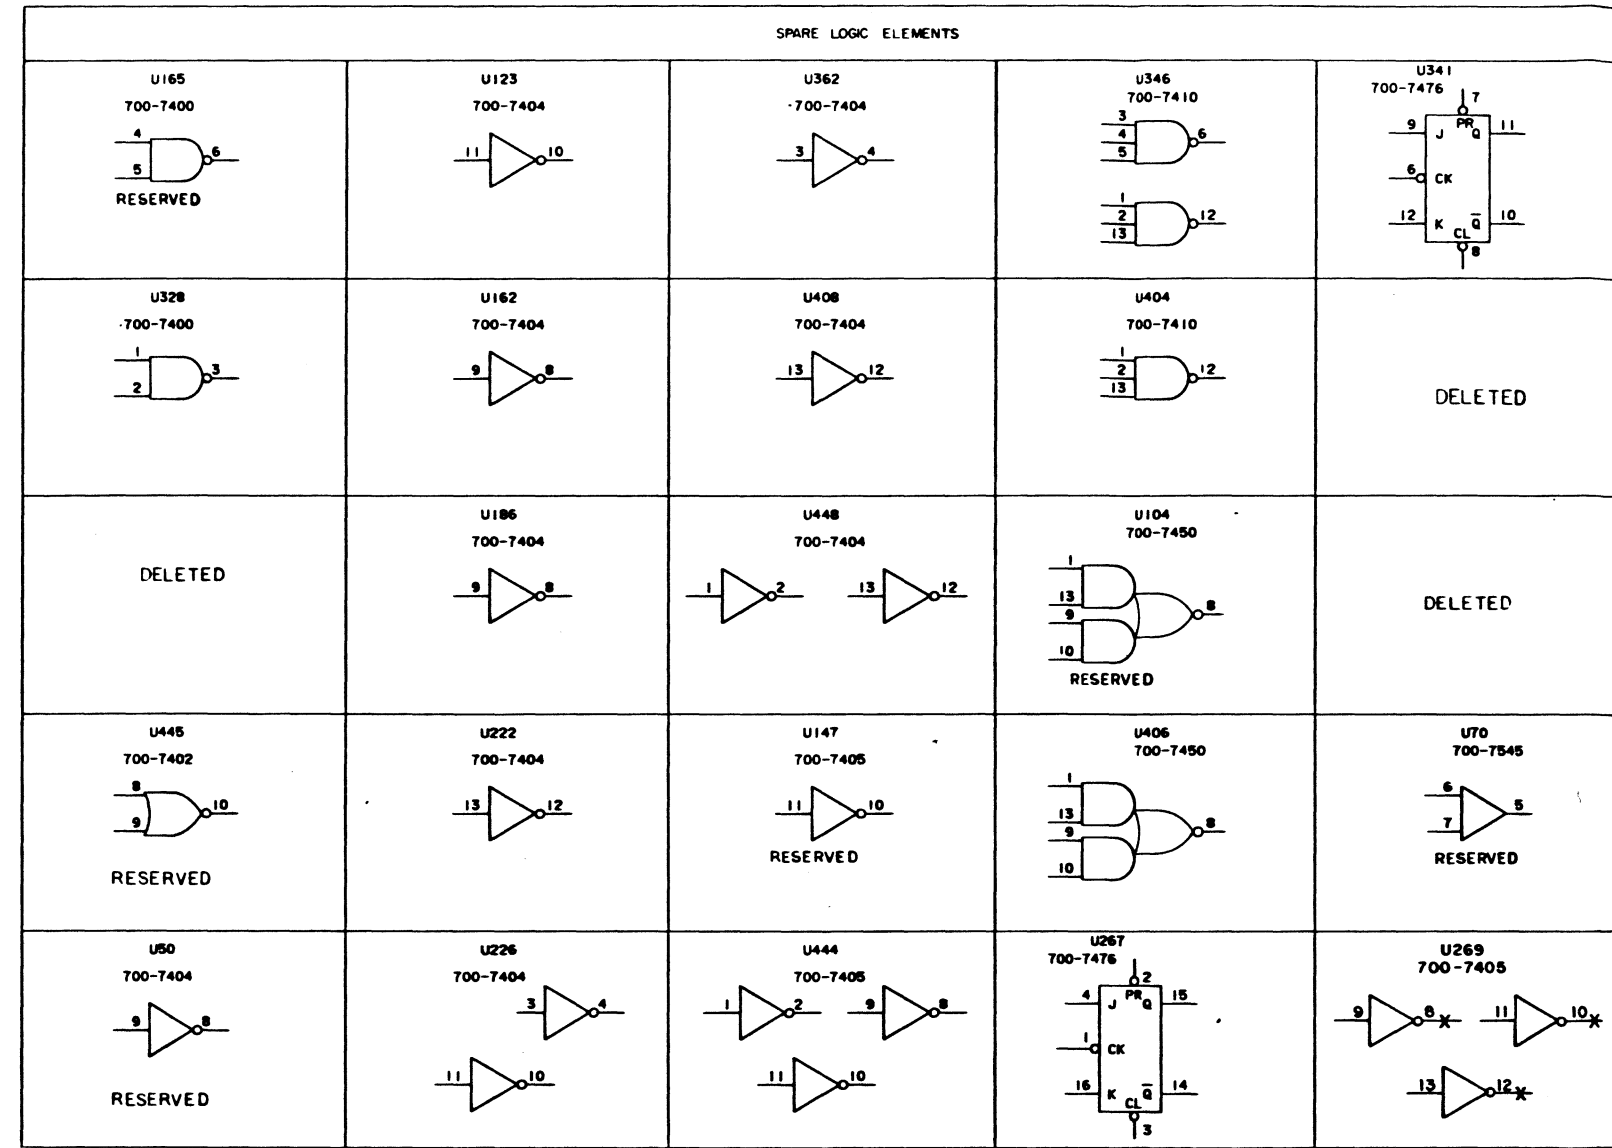 SPARE LOGIC ELEMENTS
U165
700-7400
4
5
6
RESERVED
U123
700-7404
11
10
U362
700-7404
3
4
U346
700-7410
3
4
5
6
1
2
13
12
U341
700-7476
7
9
J
PR
Q
11
6
CK
12
K
CL
Q̅
10
8
U328
700-7400
1
2
3
U162
700-7404
9
8
U408
700-7404
13
12
U404
700-7410
1
2
13
12
DELETED
DELETED
U186
700-7404
9
8
U448
700-7404
1
2
13
12
U104
700-7450
1
13
9
10
8
RESERVED
DELETED
U445
700-7402
8
9
10
RESERVED
U222
700-7404
13
12
U147
700-7405
11
10
RESERVED
U406
700-7450
1
13
9
10
8
U70
700-7545
6
7
5
RESERVED
U50
700-7404
9
8
RESERVED
U226
700-7404
3
4
11
10
U444
700-7405
1
2
9
8
11
10
U267
700-7476
2
4
J
PR
Q
15
1
CK
16
K
CL
Q̅
14
3
U269
700-7405
9
8
11
10
13
12